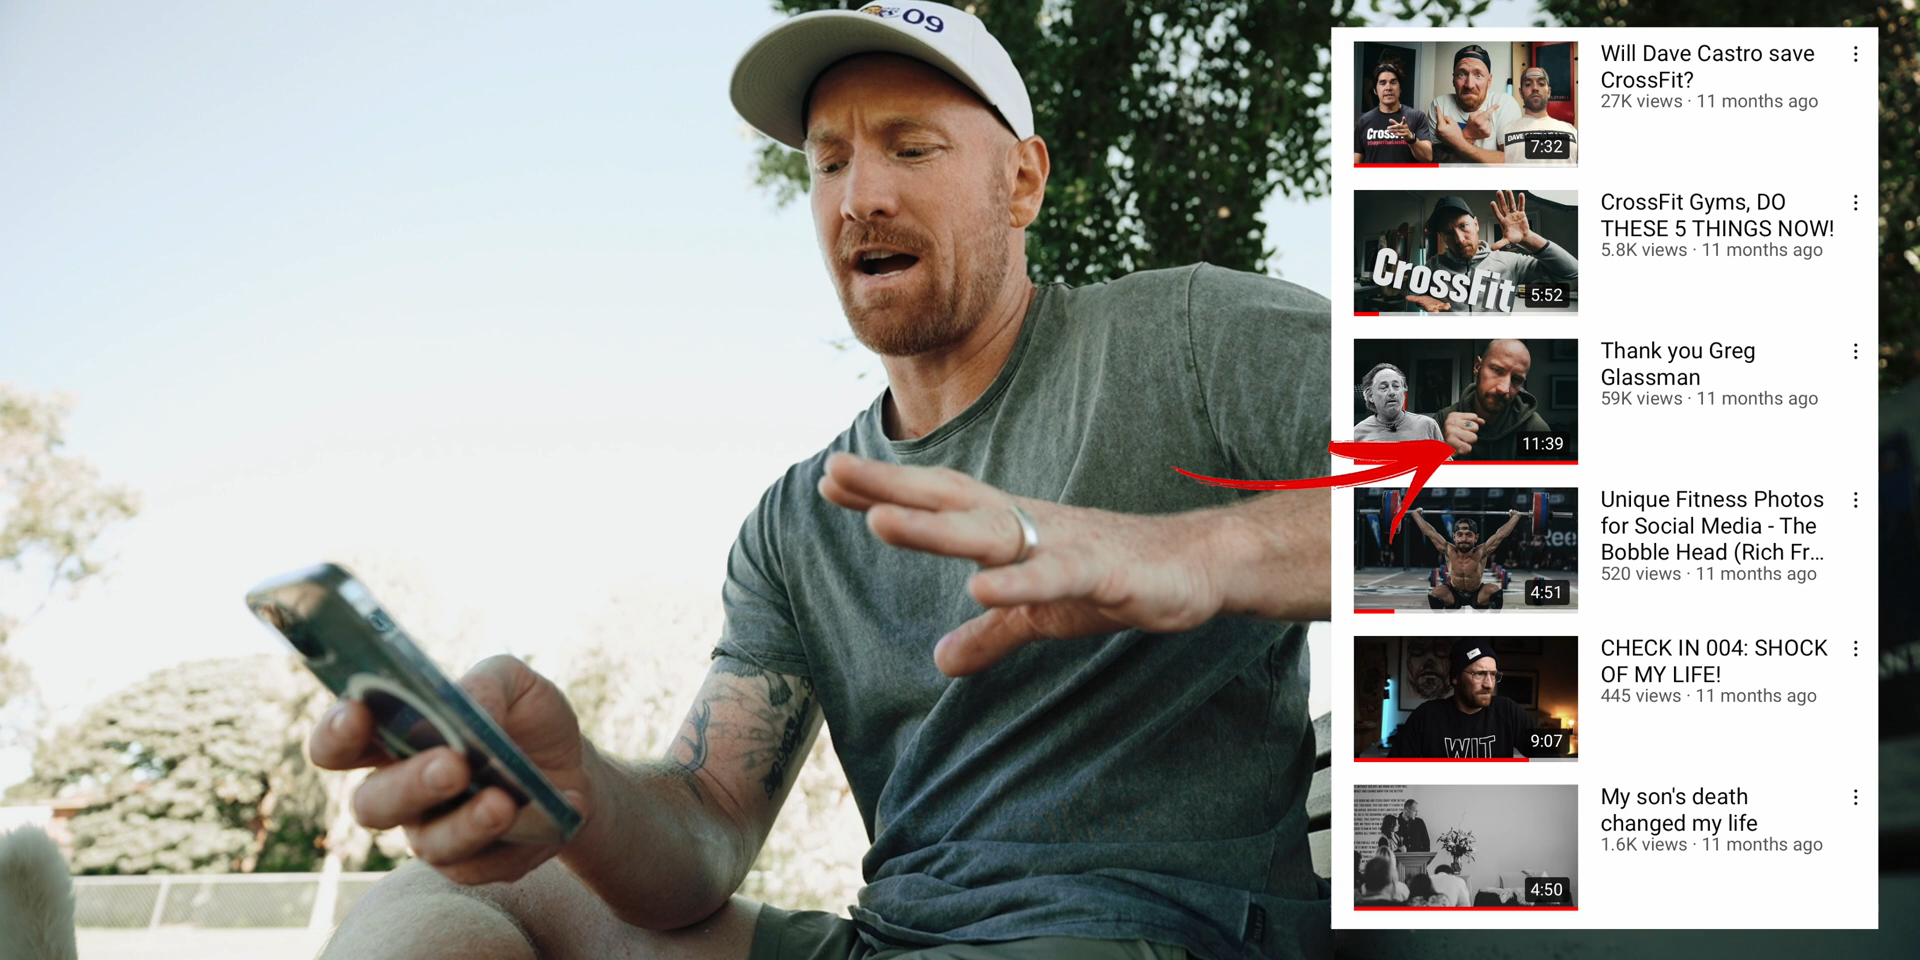 09
Will Dave Castro save
CrossFit?
27K views · 11 months ago
7:32
CrossFit Gyms, DO
THESE 5 THINGS NOW!
5.8K views · 11 months ago
CrossFit
5:52
Thank you Greg
Glassman
59K views · 11 months ago
11:39
Unique Fitness Photos
for Social Media - The
Bobble Head (Rich Fr...
520 views · 11 months ago
4:51
CHECK IN 004: SHOCK
OF MY LIFE!
445 views · 11 months ago
WIT
9:07
My son's death
changed my life
1.6K views · 11 months ago
4:50